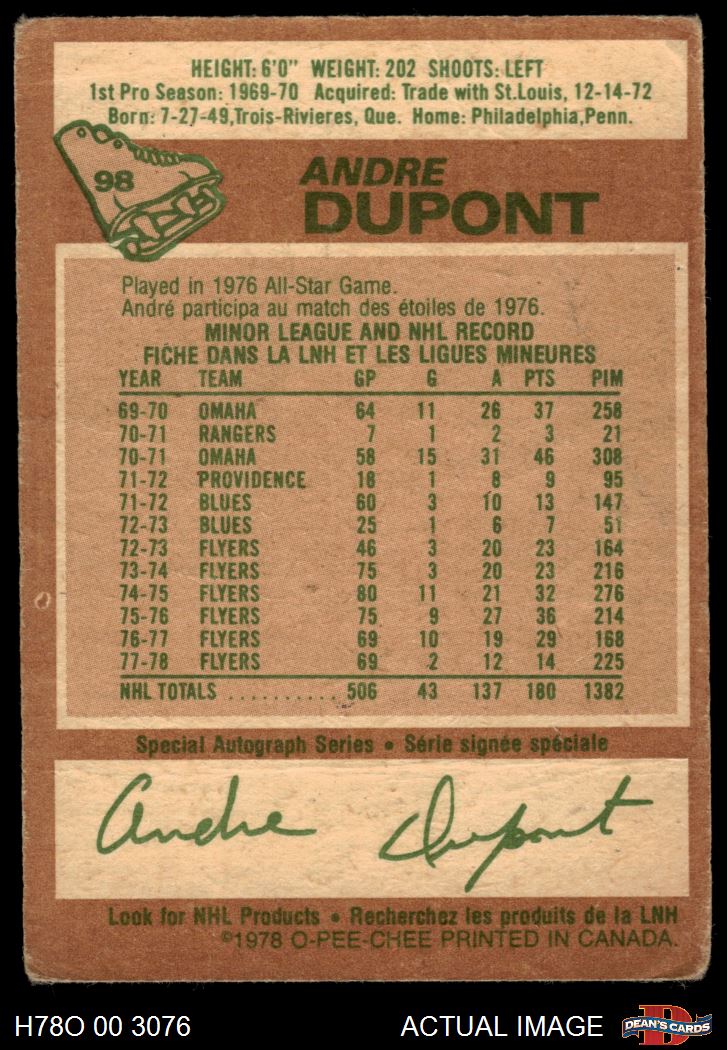 HEIGHT: 6'0" WEIGHT: 202 SHOOTS: LEFT
1st Pro Season: 1969-70 Acquired: Trade with St.Louis, 12-14-72
Born: 7-27-49, Trois-Rivieres, Que. Home: Philadelphia, Penn.
98
ANDRE
DUPONT
Played in 1976 All-Star Game.
André participa au match des étoiles de 1976.
MINOR LEAGUE AND NHL RECORD
FICHE DANS LA LNH ET LES LIGUES MINEURES
YEAR TEAM GP G A PTS PIM
69-70 OMAHA 64 11 26 37 258
70-71 RANGERS 7 1 2 3 21
70-71 OMAHA 58 15 31 46 308
71-72 PROVIDENCE 18 1 8 9 95
71-72 BLUES 60 3 10 13 147
72-73 BLUES 25 1 6 7 51
72-73 FLYERS 46 3 20 23 164
73-74 FLYERS 75 3 20 23 216
74-75 FLYERS 80 11 21 32 276
75-76 FLYERS 75 9 27 36 214
76-77 FLYERS 69 10 19 29 168
77-78 FLYERS 69 2 12 14 225
NHL TOTALS .......... 506 43 137 180 1382
Special Autograph Series • Série signée spéciale
Andre Dupont
Look for NHL Products • Recherchez les produits de la LNH
©1978 O-PEE-CHEE PRINTED IN CANADA.
H78O 00 3076 ACTUAL IMAGE D DEAN'S CARDS